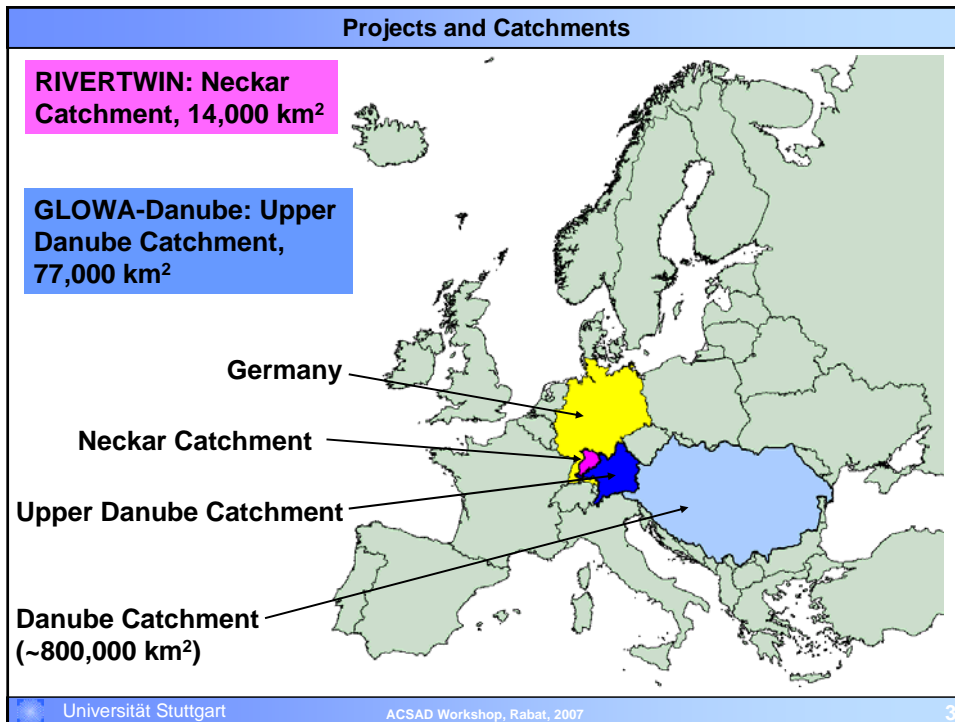 Projects and Catchments
RIVERTWIN: Neckar
Catchment, 14,000 km²
GLOWA-Danube: Upper
Danube Catchment,
77,000 km²
Germany
Neckar Catchment
Upper Danube Catchment
Danube Catchment
(~800,000 km²)
Universität Stuttgart
ACSAD Workshop, Rabat, 2007
3